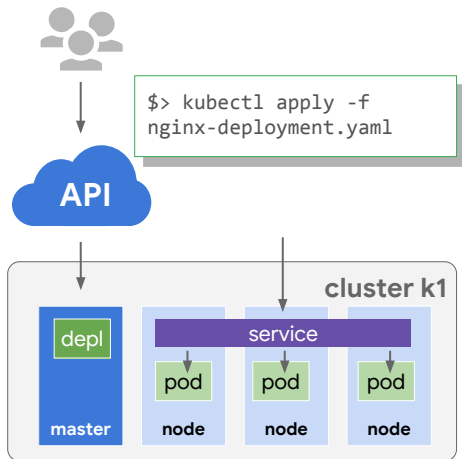 $> kubectl apply -f
nginx-deployment.yaml
API
cluster k1
depl
service
pod
pod
pod
master
node
node
node